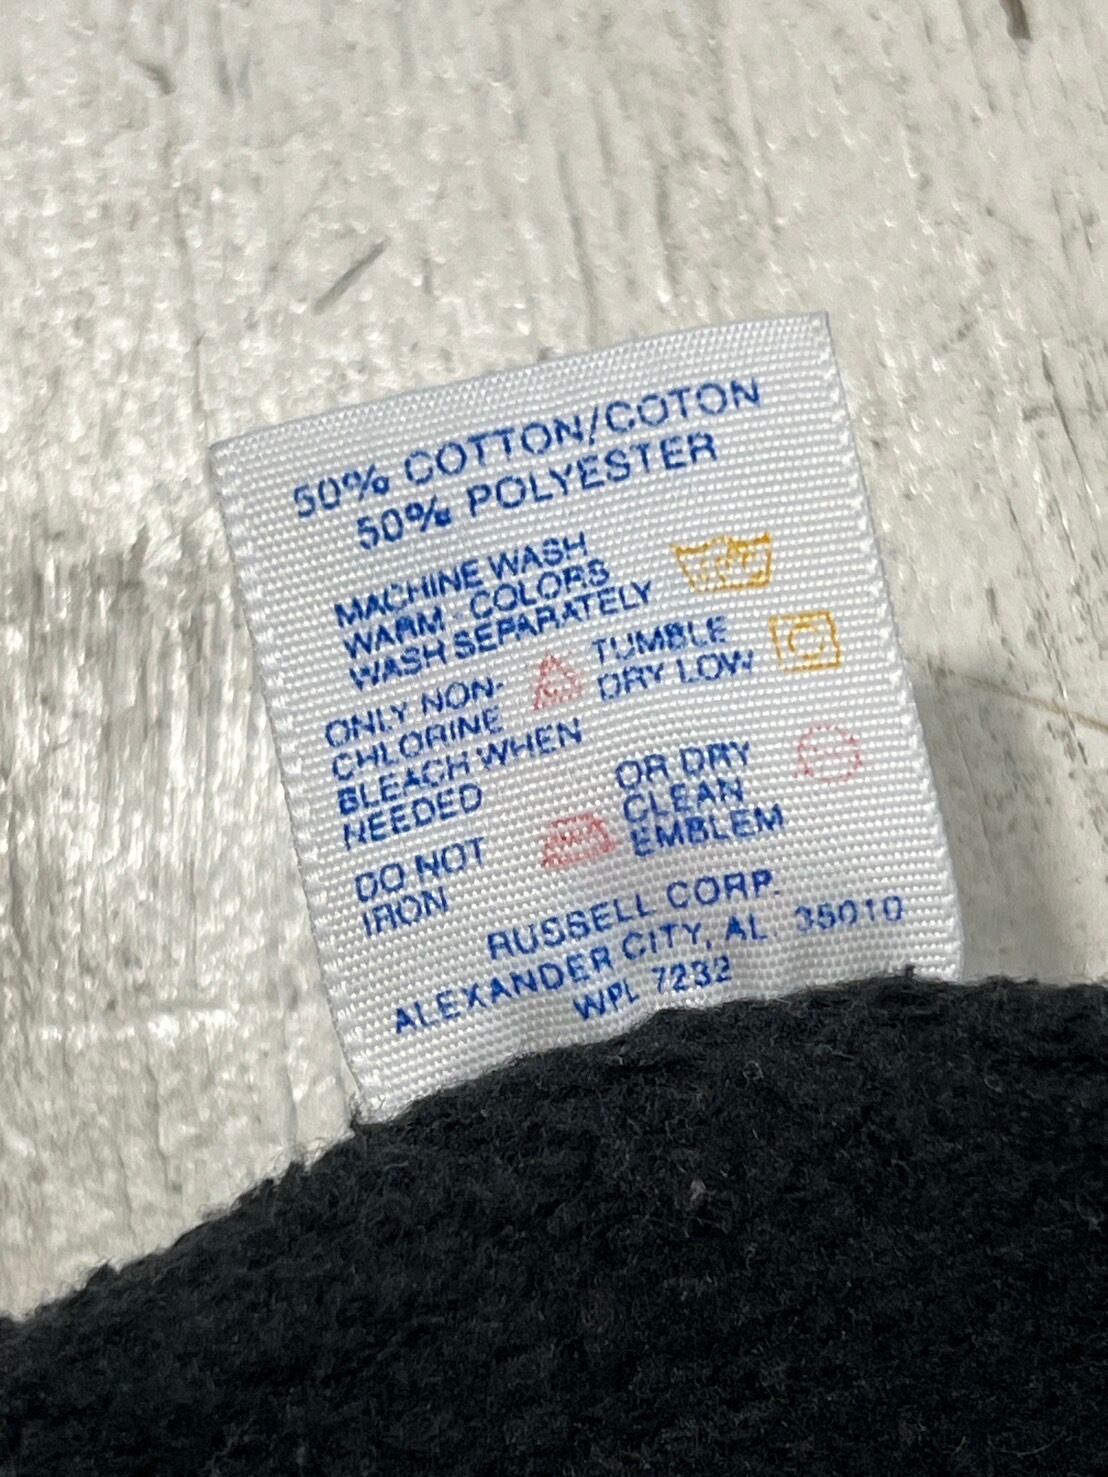 50% COTTON/COTON
50% POLYESTER
MACHINE WASH
WARM - COLORS
WASH SEPARATELY
ONLY NON-
CHLORINE
BLEACH WHEN
NEEDED
TUMBLE
DRY LOW
DO NOT
IRON
OR DRY
CLEAN
EMBLEM
RUSSELL CORP.
ALEXANDER CITY, AL. 35010
WPL 7232